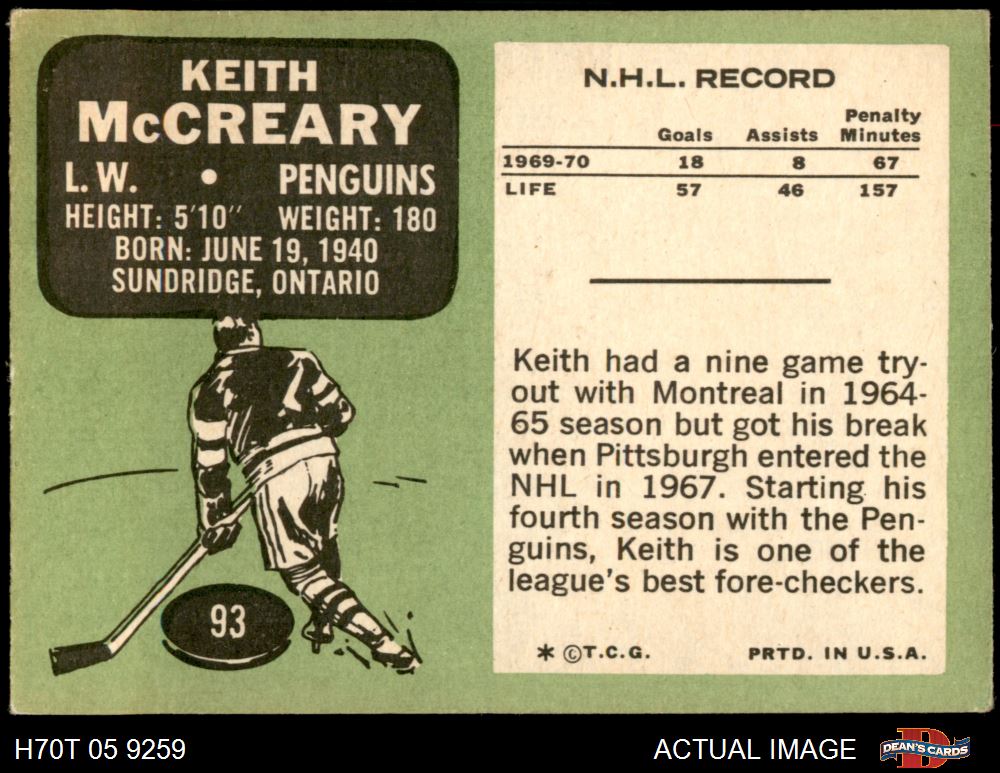 KEITH
McCREARY
L.W. • PENGUINS
HEIGHT: 5'10" WEIGHT: 180
BORN: JUNE 19, 1940
SUNDRIDGE, ONTARIO
93
N.H.L. RECORD
Goals Assists Penalty Minutes
1969-70 18 8 67
LIFE 57 46 157
Keith had a nine game try-
out with Montreal in 1964-
65 season but got his break
when Pittsburgh entered the
NHL in 1967. Starting his
fourth season with the Pen-
guins, Keith is one of the
league's best fore-checkers.
* ©T.C.G. PRTD. IN U.S.A.
H70T 05 9259 ACTUAL IMAGE DEAN'S CARDS